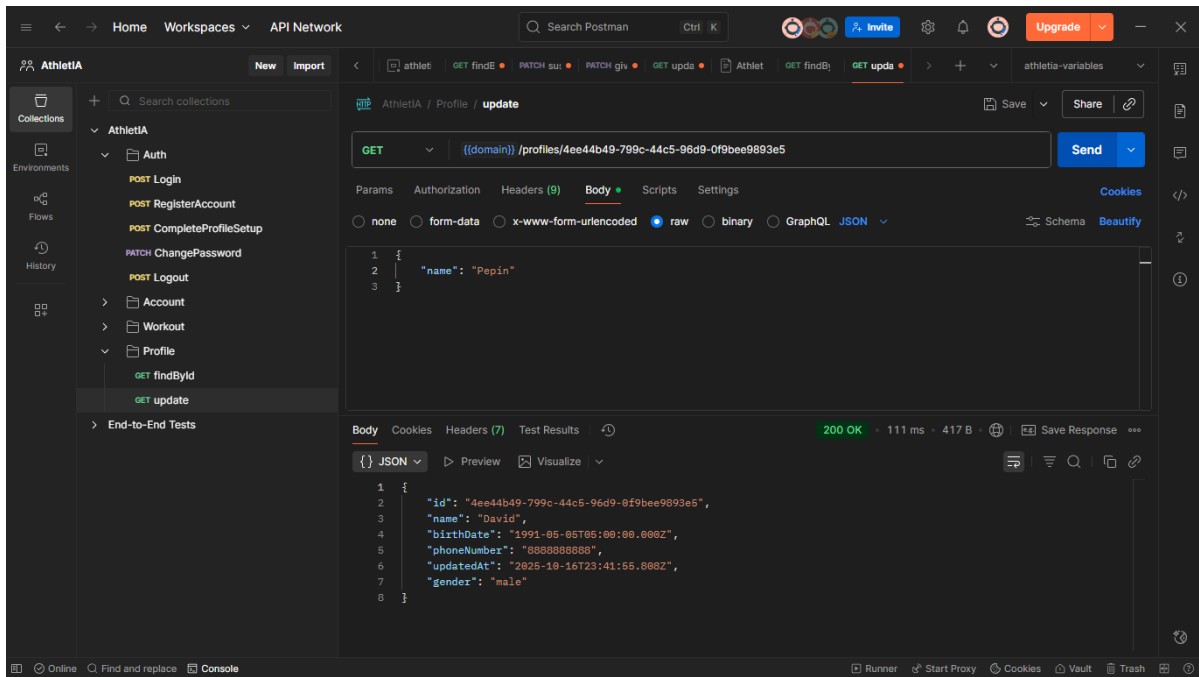 Home Workspaces API Network Search Postman Ctrl K Invite Upgrade
AthletIA New Import
athleti GET findE PATCH su: PATCH giv GET upda Athlet GET findBy GET upda athletia-variables
Collections
Environments
Flows
History
Search collections
AthletIA
Auth
POST Login
POST RegisterAccount
POST CompleteProfileSetup
PATCH ChangePassword
POST Logout
Account
Workout
Profile
GET findById
GET update
End-to-End Tests
HTTP AthletIA / Profile / update Save Share
GET {{domain}} /profiles/4ee44b49-799c-44c5-96d9-0f9bee9893e5 Send
Params Authorization Headers (9) Body Scripts Settings Cookies
none form-data x-www-form-urlencoded raw binary GraphQL JSON Schema Beautify
1 {
2 "name": "Pepin"
3 }
Body Cookies Headers (7) Test Results 200 OK 111 ms 417 B Save Response
{} JSON Preview Visualize
1 {
2 "id": "4ee44b49-799c-44c5-96d9-0f9bee9893e5",
3 "name": "David",
4 "birthDate": "1991-05-05T05:00:00.000Z",
5 "phoneNumber": "8888888888",
6 "updatedAt": "2025-10-16T23:41:55.808Z",
7 "gender": "male"
8 }
Online Find and replace Console Runner Start Proxy Cookies Vault Trash